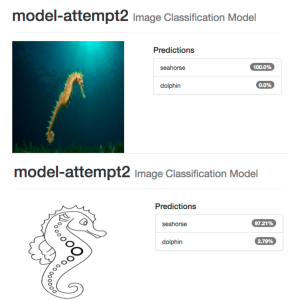 model-attempt2 Image Classification Model
Predictions
seahorse 100.0%
dolphin 0.0%
model-attempt2 Image Classification Model
Predictions
seahorse 97.21%
dolphin 2.79%